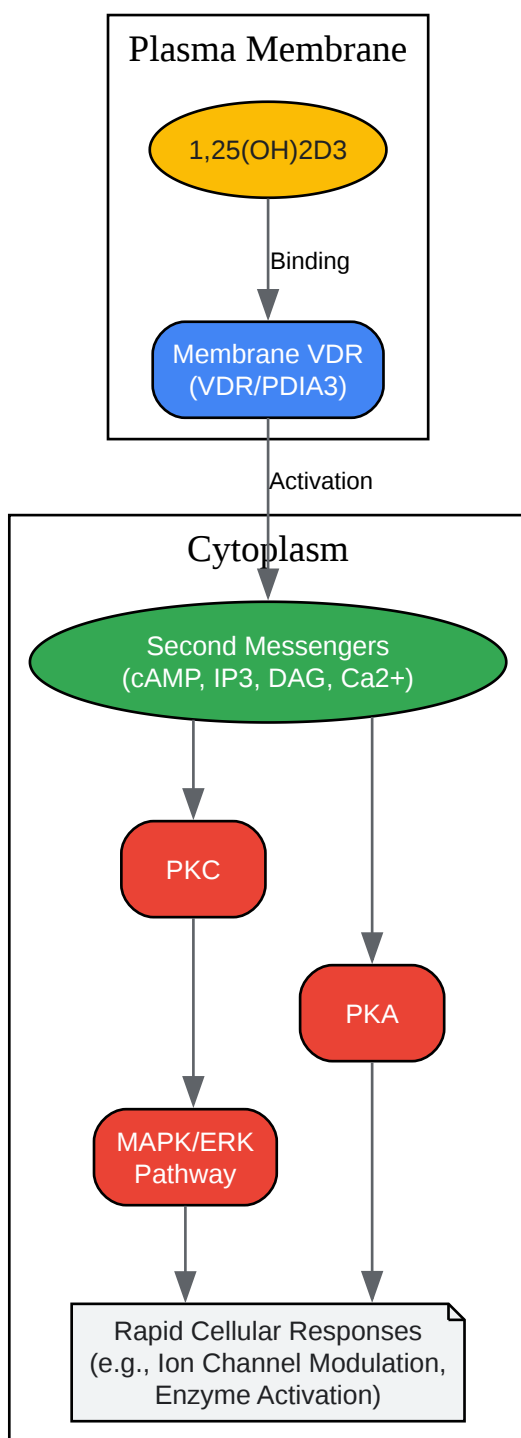 Plasma Membrane
1,25(OH)2D3
Binding
Membrane VDR
(VDR/PDIA3)
Activation
Cytoplasm
Second Messengers
(cAMP, IP3, DAG, Ca2+)
PKC
PKA
MAPK/ERK
Pathway
Rapid Cellular Responses
(e.g., Ion Channel Modulation,
Enzyme Activation)